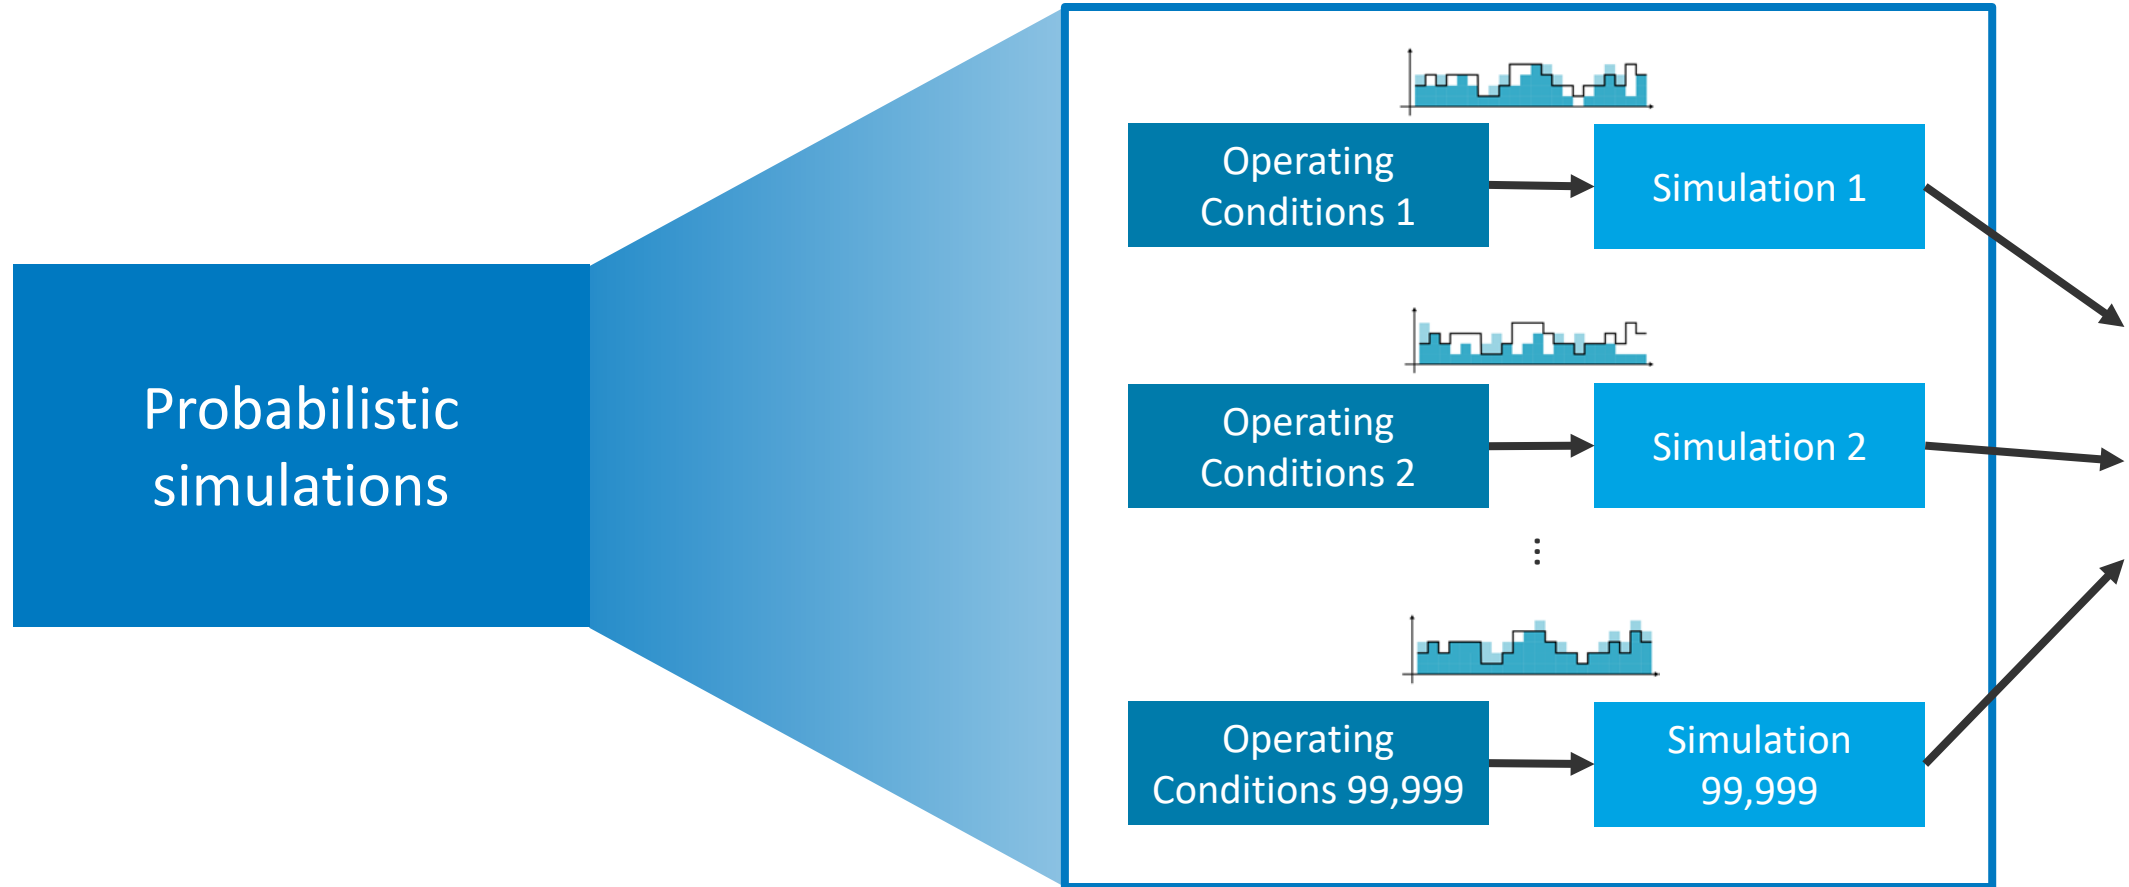 Probabilistic
simulations
Operating
Conditions 1
Simulation 1
Operating
Conditions 2
Simulation 2
...
Operating
Conditions 99,999
Simulation
99,999